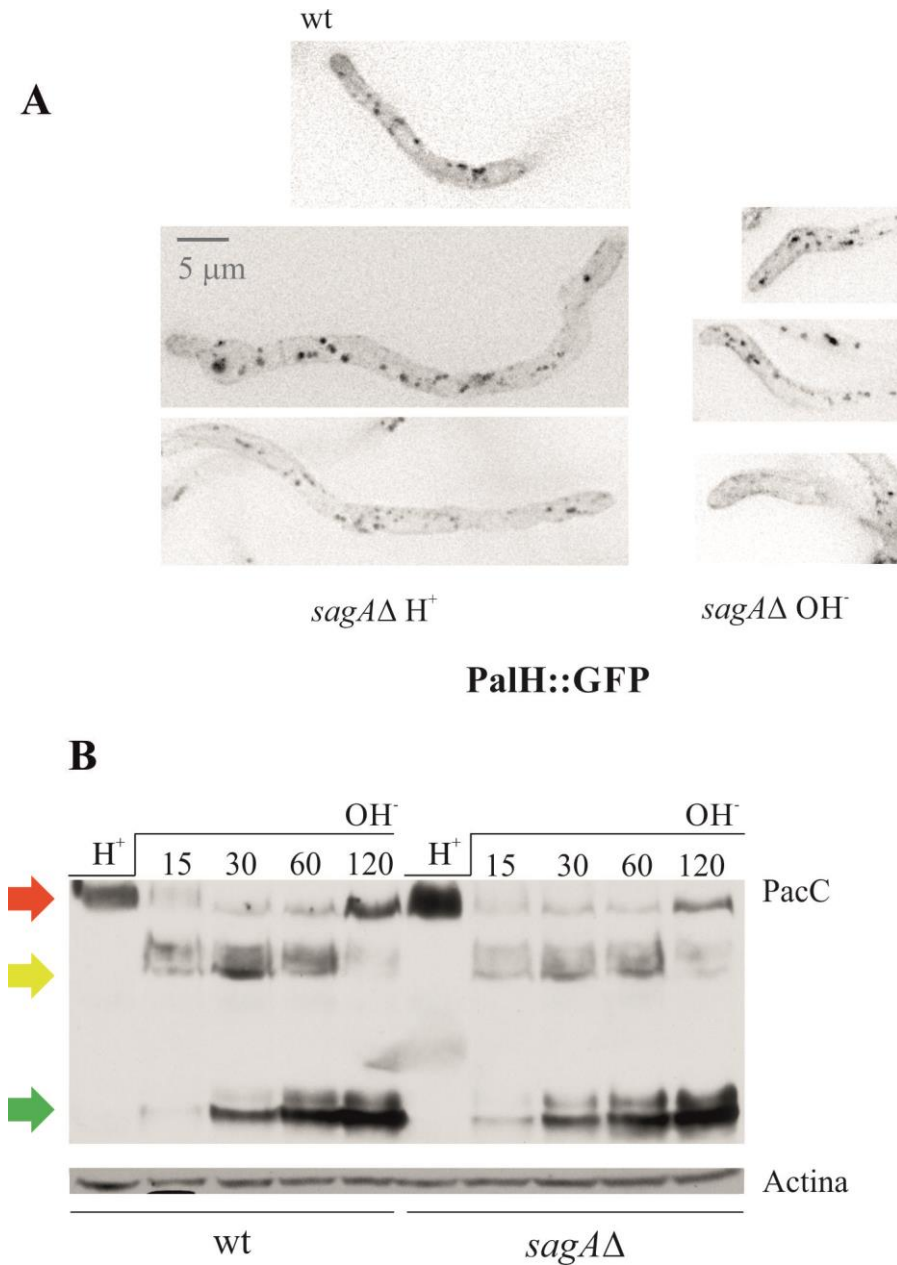 wt
A
5 μm
sagAΔ H⁺
sagAΔ OH⁻
PalH::GFP
B
OH⁻ OH⁻
H⁺ 15 30 60 120 H⁺ 15 30 60 120
PacC
Actina
wt sagAΔ